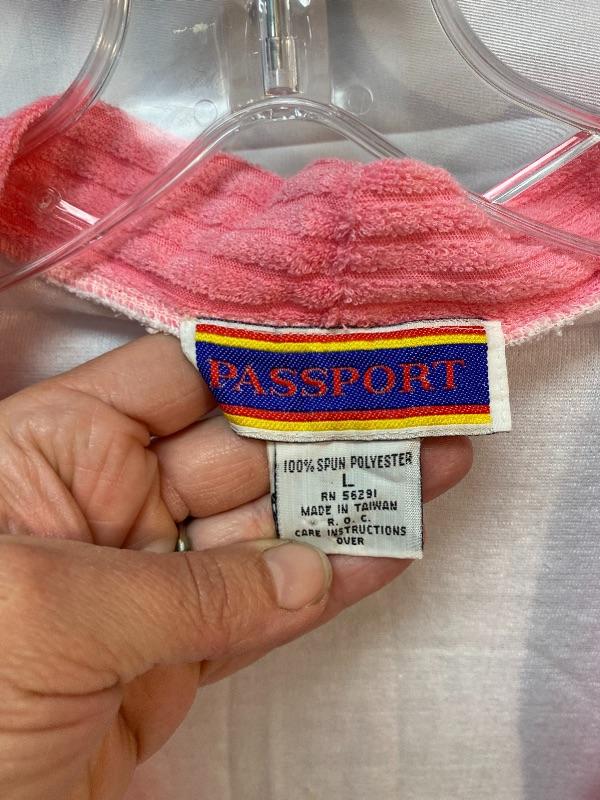 PASSPORT
100% SPUN POLYESTER
L
RN 56291
MADE IN TAIWAN
R. O. C.
CARE INSTRUCTIONS
OVER